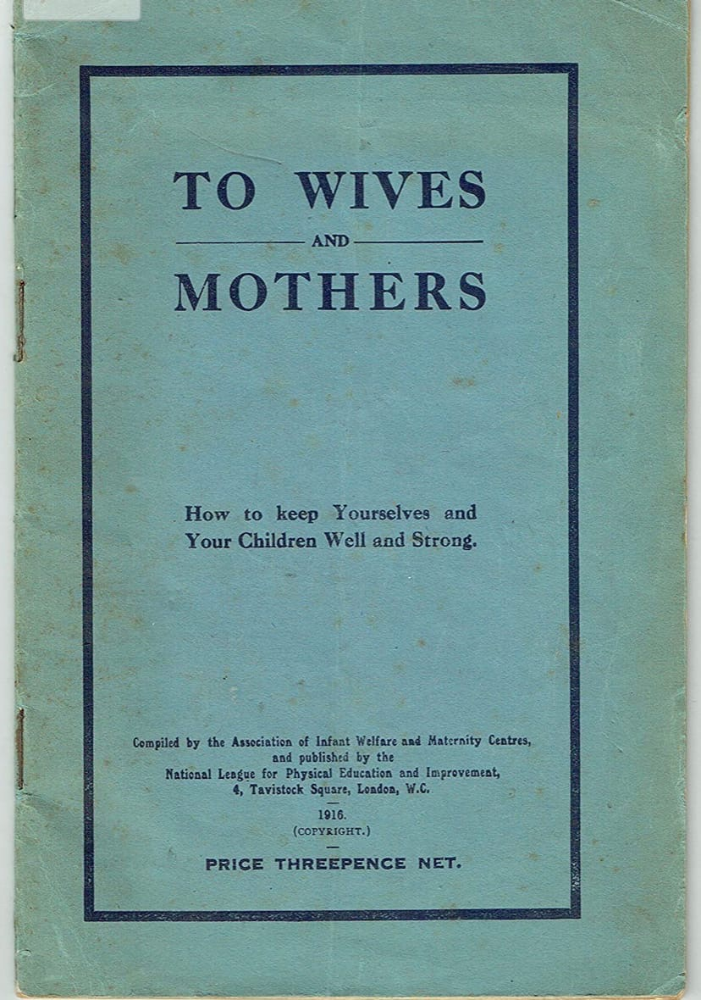 TO WIVES
AND
MOTHERS
How to keep Yourselves and
Your Children Well and Strong.
Compiled by the Association of Infant Welfare and Maternity Centres,
and published by the
National League for Physical Education and Improvement,
4, Tavistock Square, London, W.C.
1916.
(COPYRIGHT.)
PRICE THREEPENCE NET.